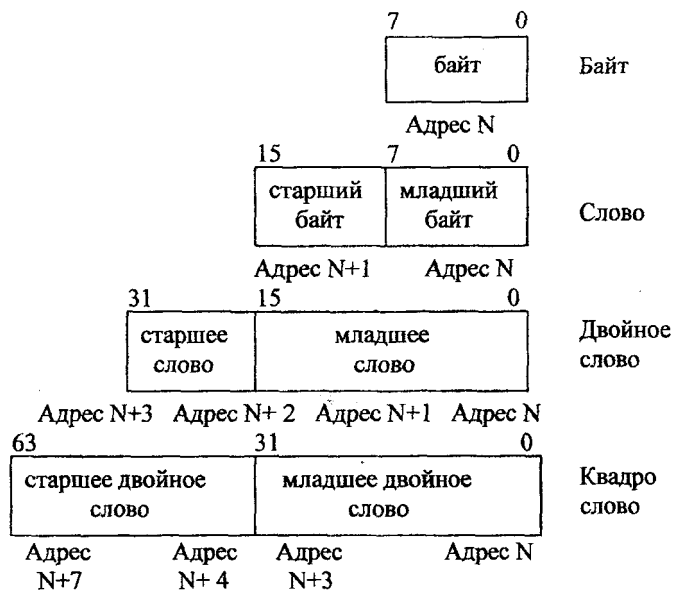 7 0
байт Байт
Адрес N
15 7 0
старший младший
байт байт Слово
Адрес N+1 Адрес N
31 15 0
старшее младшее Двойное
слово слово слово
Адрес N+3 Адрес N+ 2 Адрес N+1 Адрес N
63 31 0
старшее двойное младшее двойное Квадро
слово слово слово
Адрес Адрес Адрес Адрес N
N+7 N+ 4 N+3